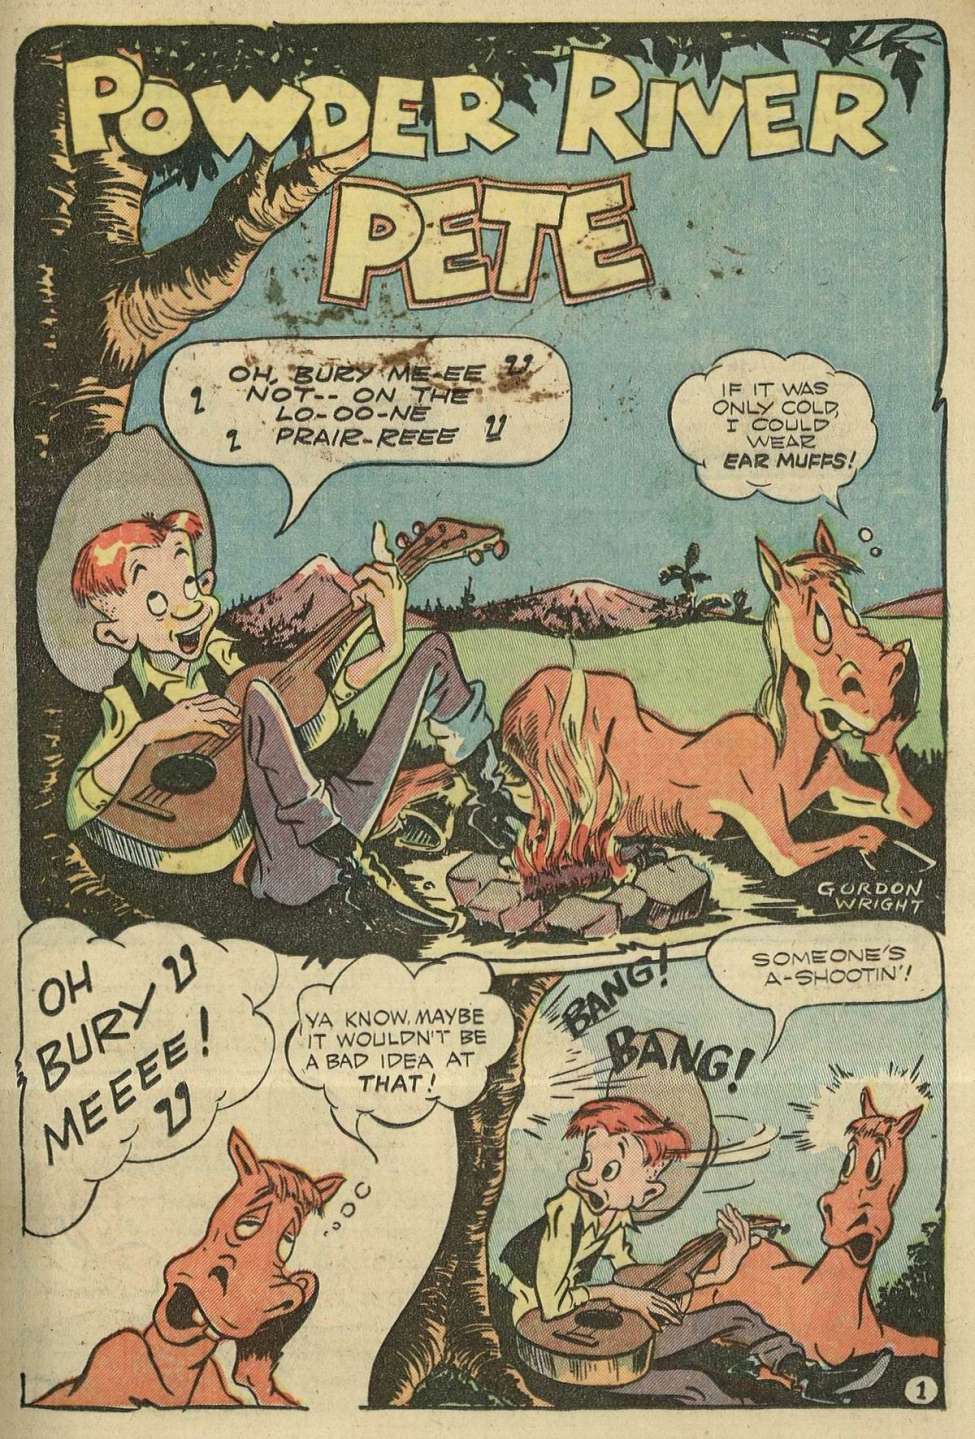 POWDER RIVER
PETE
OH, BURY ME-EE
NOT-- ON THE
LO-OO-NE
PRAIR-REEE
IF IT WAS
ONLY COLD,
I COULD
WEAR
EAR MUFFS!
GORDON
WRIGHT
OH
BURY
MEEEE!
YA KNOW, MAYBE
IT WOULDN'T BE
A BAD IDEA AT
THAT!
BANG!
BANG!
SOMEONE'S
A-SHOOTIN'!
1